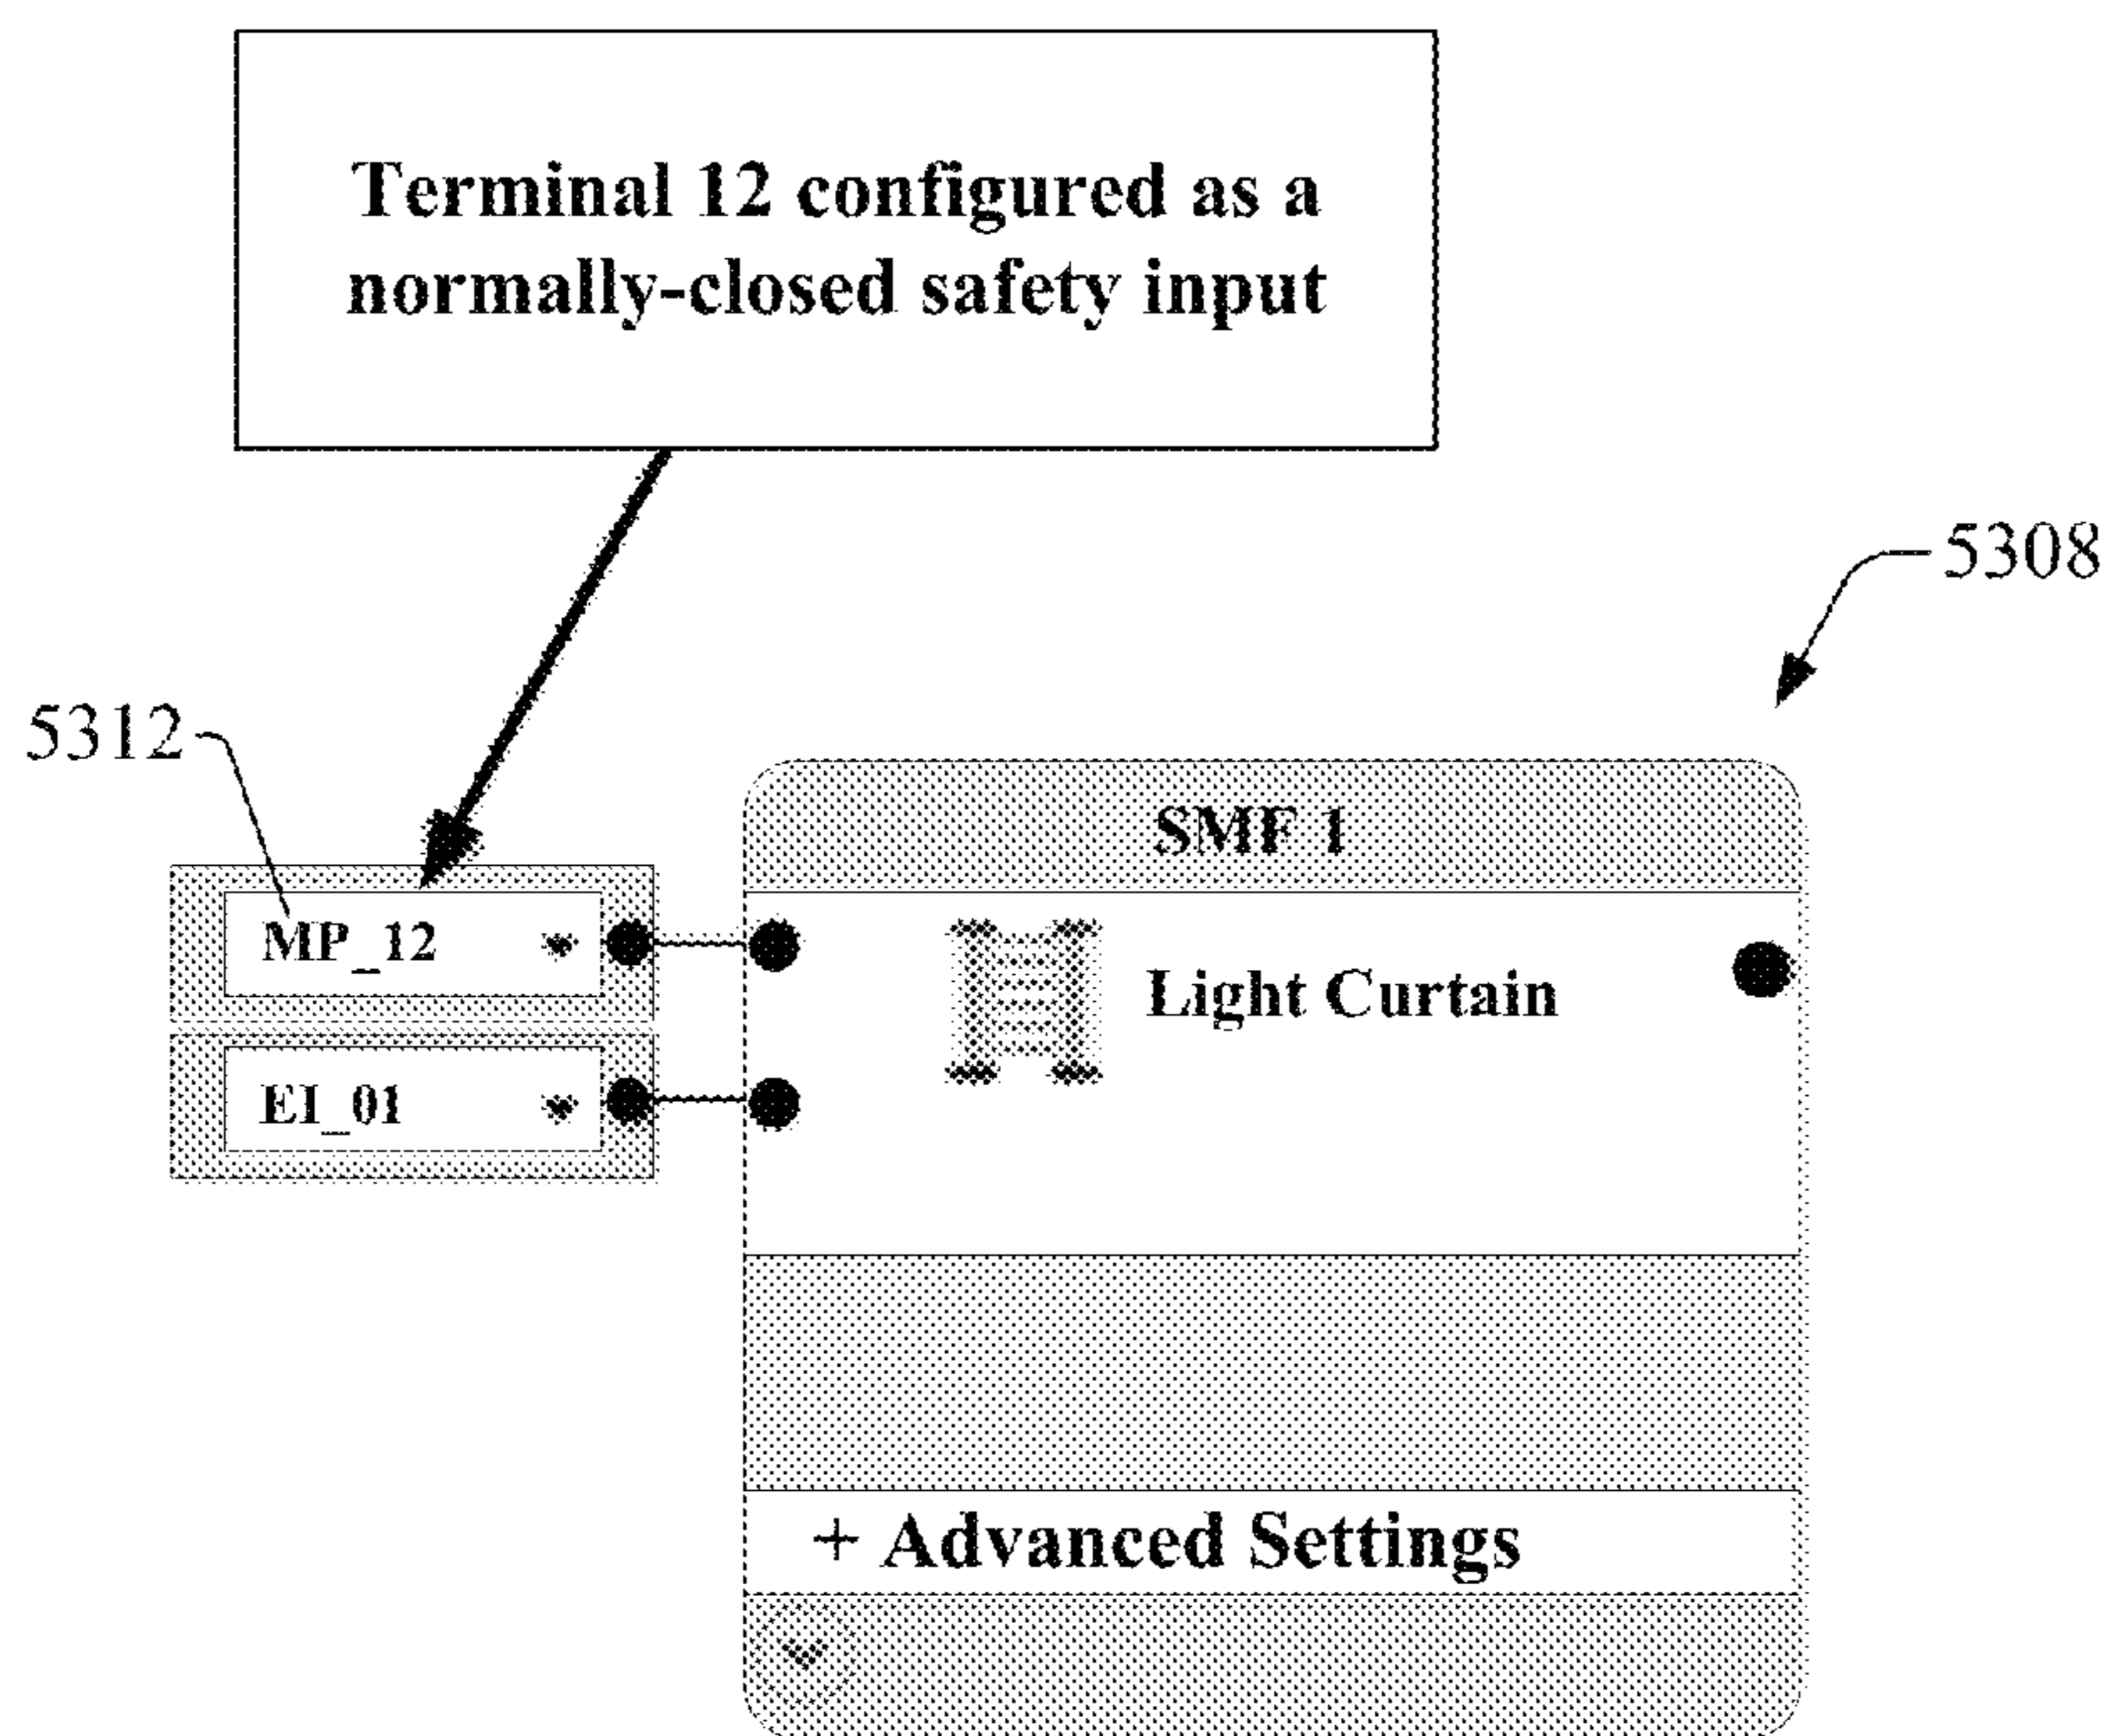 Terminal 12 configured as a
normally-closed safety input
5308
5312
SMF 1
MP_12
Light Curtain
EI_01
+ Advanced Settings